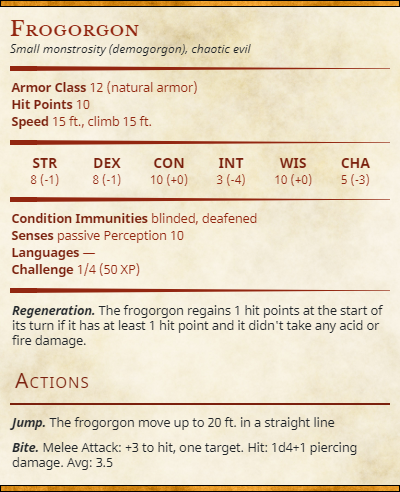 Frogorgon
Small monstrosity (demogorgon), chaotic evil
Armor Class 12 (natural armor)
Hit Points 10
Speed 15 ft., climb 15 ft.
STR DEX CON INT WIS CHA
8 (-1) 8 (-1) 10 (+0) 3 (-4) 10 (+0) 5 (-3)
Condition Immunities blinded, deafened
Senses passive Perception 10
Languages —
Challenge 1/4 (50 XP)
Regeneration. The frogorgon regains 1 hit points at the start of
its turn if it has at least 1 hit point and it didn't take any acid or
fire damage.
Actions
Jump. The frogorgon move up to 20 ft. in a straight line
Bite. Melee Attack: +3 to hit, one target. Hit: 1d4+1 piercing
damage. Avg: 3.5